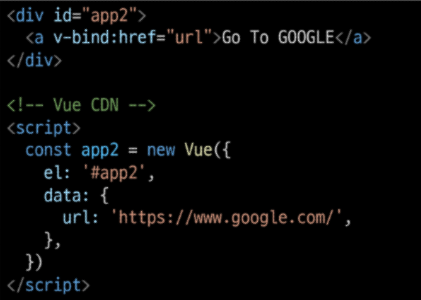 <div id="app2">
  <a v-bind:href="url">Go To GOOGLE</a>
</div>

<!-- Vue CDN -->
<script>
  const app2 = new Vue({
    el: '#app2',
    data: {
      url: 'https://www.google.com/',
    },
  })
</script>